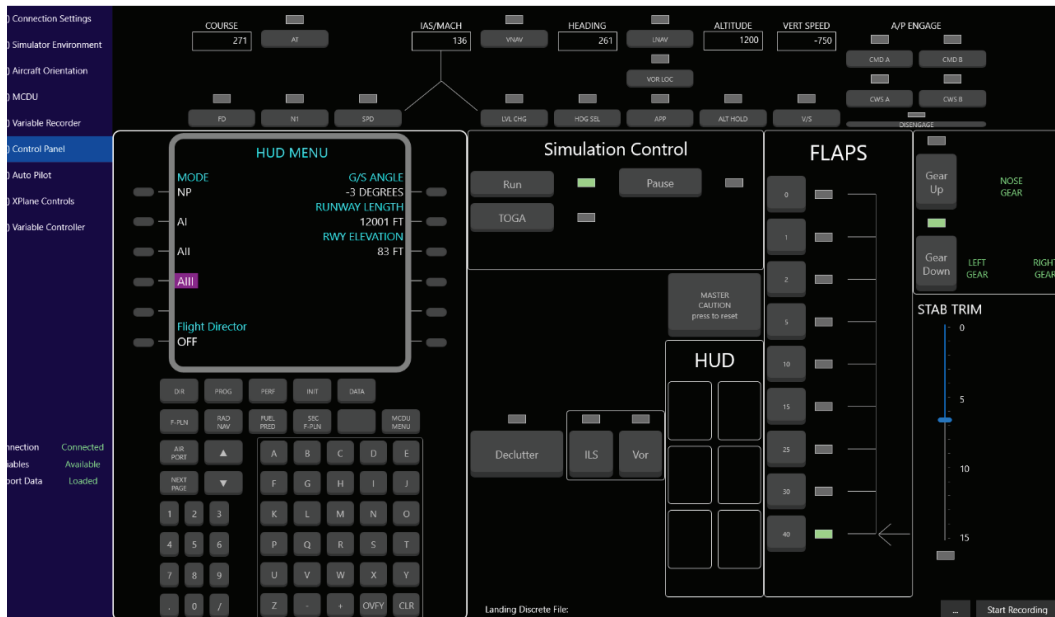 ) Connection Settings
) Simulator Environment
) Aircraft Orientation
) MCDU
) Variable Recorder
) Control Panel
) Auto Pilot
) XPlane Controls
) Variable Controller
nnection Connected
iables Available
port Data Loaded
COURSE
271
AT
IAS/MACH
136
VNAV
HEADING
261
LNAV
ALTITUDE
1200
VERT SPEED
-750
A/P ENGAGE
CMD A
CMD B
VOR LOC
CWS A
CWS B
FD
N1
SPD
LVL CHG
HDG SEL
APP
ALT HOLD
V/S
DISENGAGE
HUD MENU
MODE G/S ANGLE
NP -3 DEGREES
RUNWAY LENGTH
AI 12001 FT
RWY ELEVATION
AII 83 FT
AIII
Flight Director
OFF
DIR PROG PERF INIT DATA
F-PLN RAD NAV FUEL PRED SEC F-PLN MCDU MENU
AIR PORT ▲ A B C D E
NEXT PAGE ▼ F G H I J
1 2 3 K L M N O
4 5 6 P Q R S T
7 8 9 U V W X Y
. 0 / Z - + OVFY CLR
Simulation Control
Run Pause
TOGA
MASTER
CAUTION
press to reset
HUD
Declutter ILS Vor
Landing Discrete File:
FLAPS
0
1
2
5
10
15
25
30
40
Gear
Up
NOSE
GEAR
Gear
Down
LEFT
GEAR
RIGHT
GEAR
STAB TRIM
0
5
10
15
... Start Recording